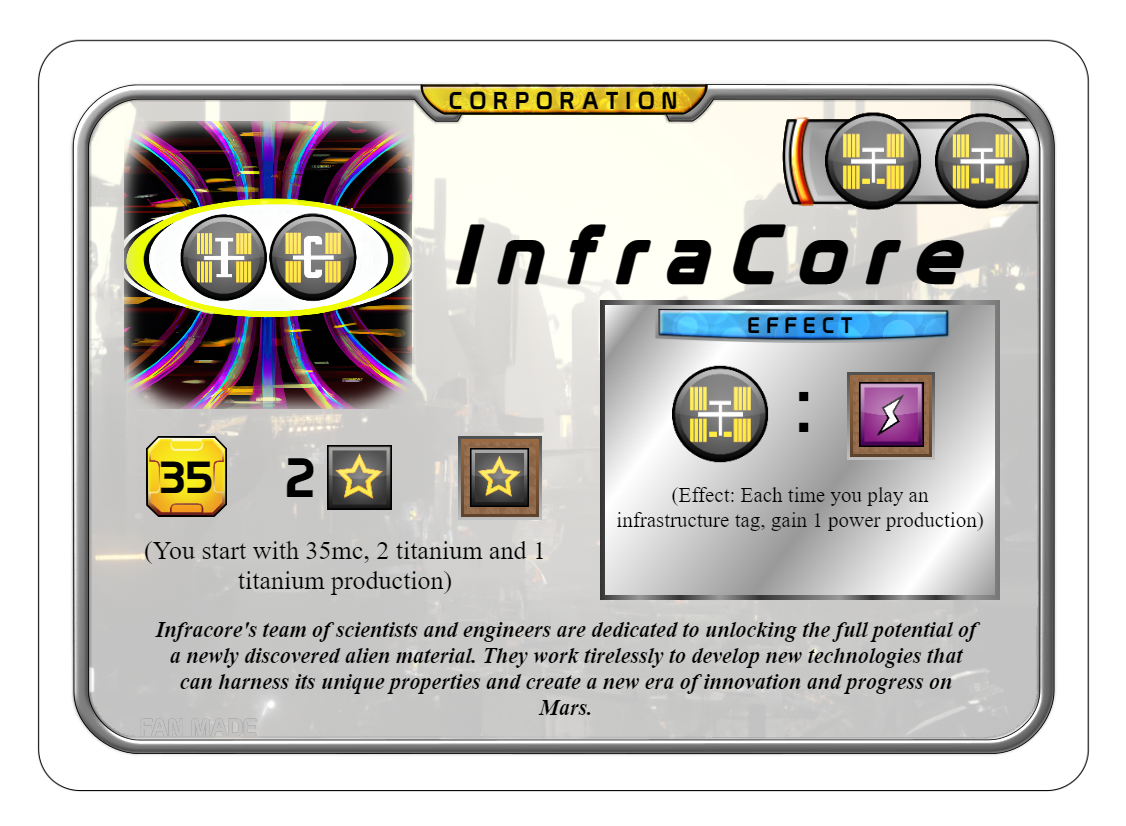 CORPORATION
I C
InfraCore
EFFECT
:
(Effect: Each time you play an
infrastructure tag, gain 1 power production)
35 2
(You start with 35mc, 2 titanium and 1
titanium production)
Infracore's team of scientists and engineers are dedicated to unlocking the full potential of
a newly discovered alien material. They work tirelessly to develop new technologies that
can harness its unique properties and create a new era of innovation and progress on
Mars.
FAN MADE